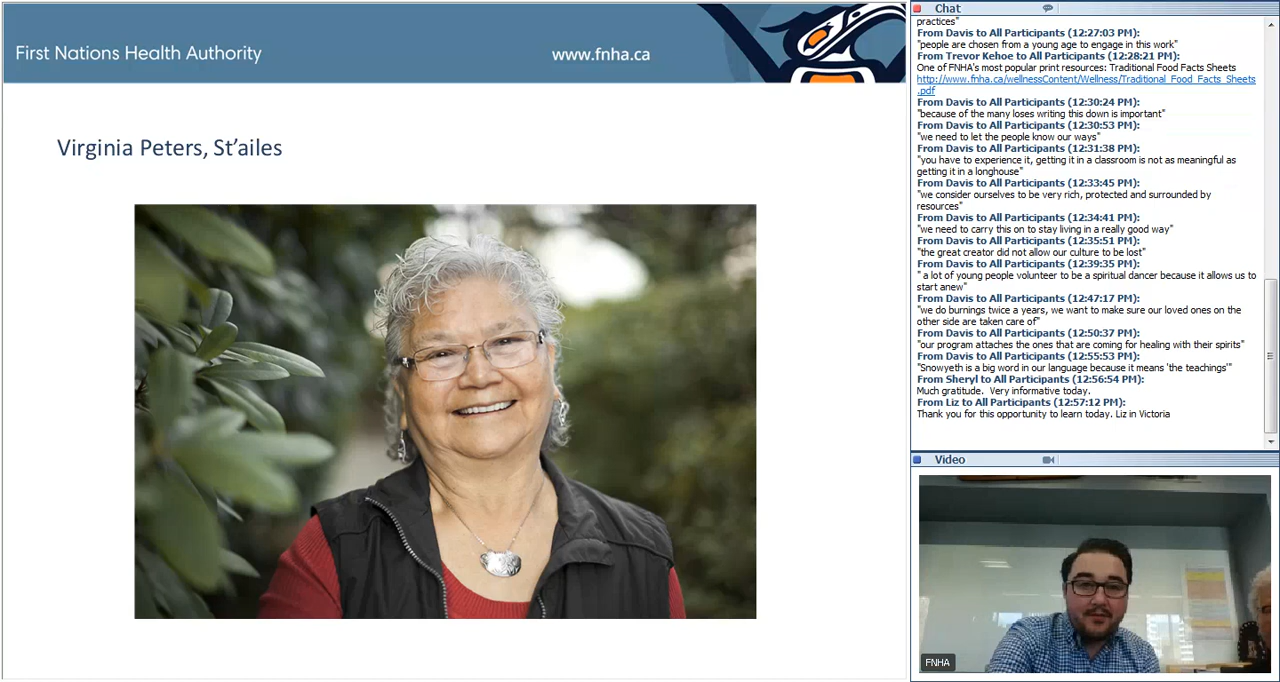 First Nations Health Authority
www.fnha.ca
Virginia Peters, St'ailes
Chat
practices"
From Davis to All Participants (12:27:03 PM):
"people are chosen from a young age to engage in this work"
From Trevor Kehoe to All Participants (12:28:21 PM):
One of FNHA's most popular print resources: Traditional Food Facts Sheets
http://www.fnha.ca/wellnessContent/Wellness/Traditional_Food_Facts_Sheets
.pdf
From Davis to All Participants (12:30:24 PM):
"because of the many loses writing this down is important"
From Davis to All Participants (12:30:53 PM):
"we need to let the people know our ways"
From Davis to All Participants (12:31:38 PM):
"you have to experience it, getting it in a classroom is not as meaningful as
getting it in a longhouse"
From Davis to All Participants (12:33:45 PM):
"we consider ourselves to be very rich, protected and surrounded by
resources"
From Davis to All Participants (12:34:41 PM):
"we need to carry this on to stay living in a really good way"
From Davis to All Participants (12:35:51 PM):
"the great creator did not allow our culture to be lost"
From Davis to All Participants (12:39:35 PM):
" a lot of young people volunteer to be a spiritual dancer because it allows us to
start anew"
From Davis to All Participants (12:47:17 PM):
"we do burnings twice a years, we want to make sure our loved ones on the
other side are taken care of"
From Davis to All Participants (12:50:37 PM):
"our program attaches the ones that are coming for healing with their spirits"
From Davis to All Participants (12:55:53 PM):
"Snowyeth is a big word in our language because it means 'the teachings'"
From Sheryl to All Participants (12:56:54 PM):
Much gratitude.  Very informative today.
From Liz to All Participants (12:57:12 PM):
Thank you for this opportunity to learn today. Liz in Victoria
Video
FNHA